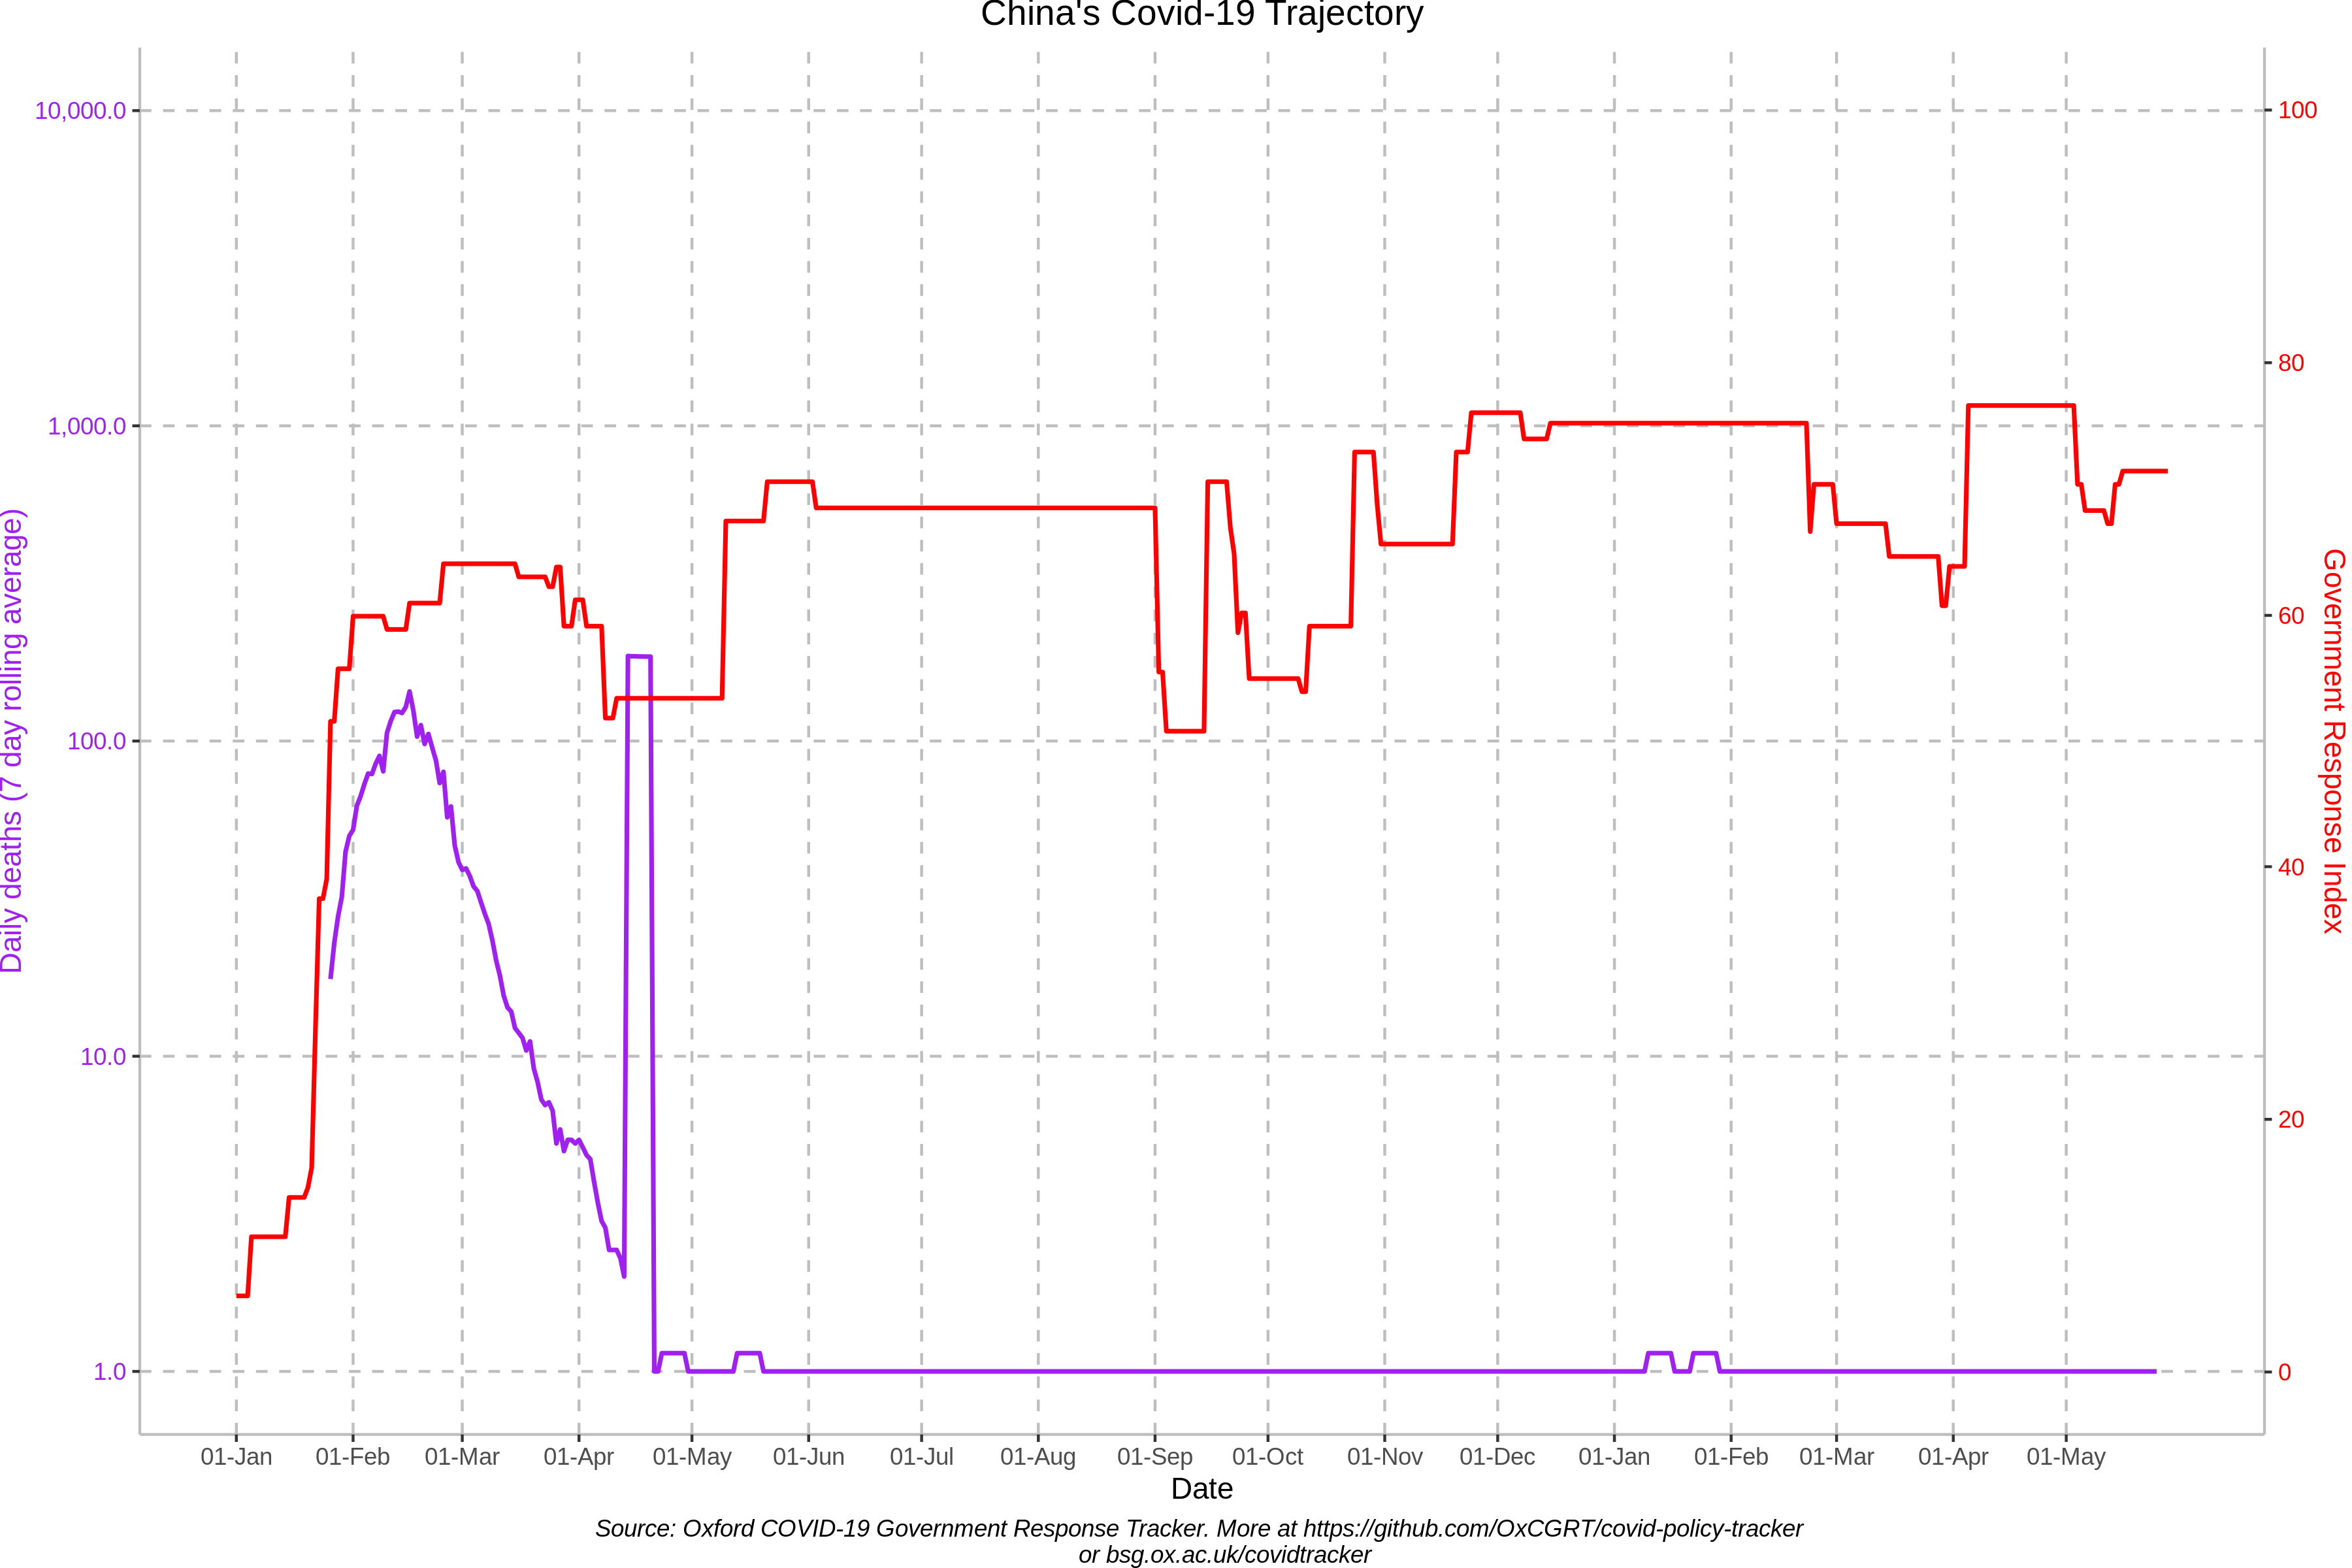 China's Covid-19 Trajectory
10,000.0
1,000.0
100.0
10.0
1.0
Daily deaths (7 day rolling average)
100
80
60
40
20
0
Government Response Index
01-Jan 01-Feb 01-Mar 01-Apr 01-May 01-Jun 01-Jul 01-Aug 01-Sep 01-Oct 01-Nov 01-Dec 01-Jan 01-Feb 01-Mar 01-Apr 01-May
Date
Source: Oxford COVID-19 Government Response Tracker. More at https://github.com/OxCGRT/covid-policy-tracker
or bsg.ox.ac.uk/covidtracker